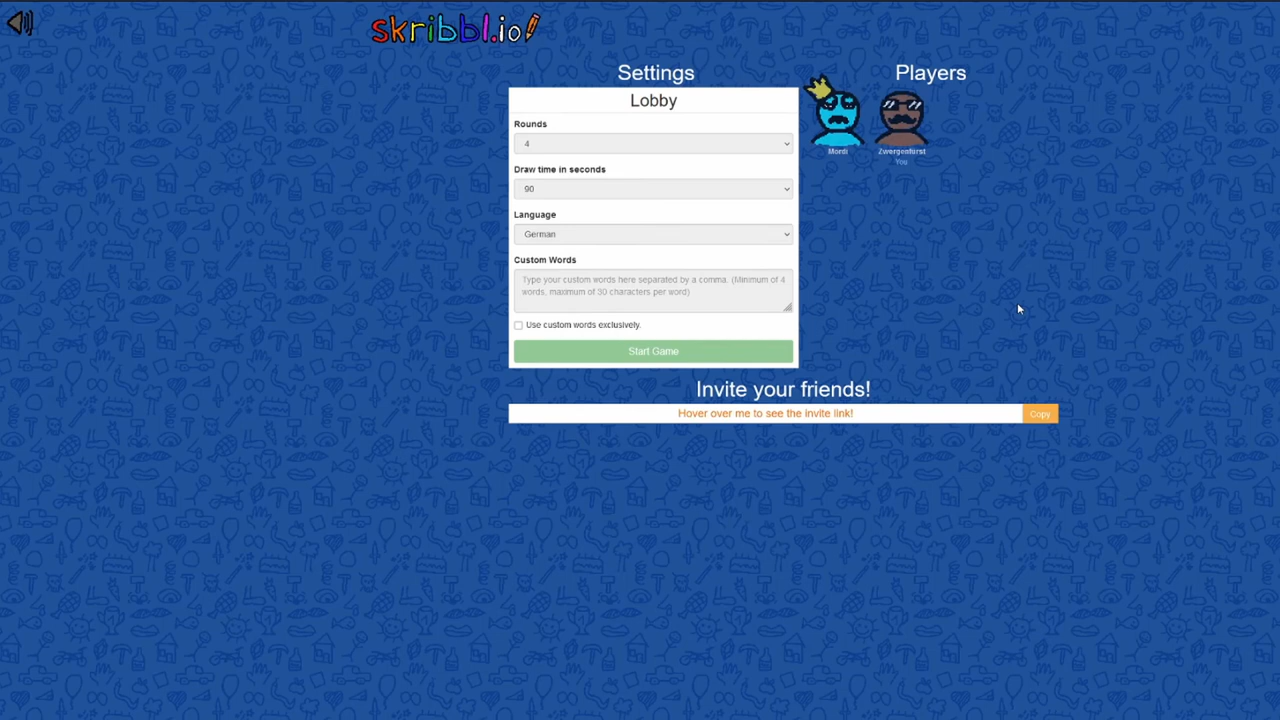 skribbl.io
Settings
Players
Lobby
Rounds
4
Draw time in seconds
90
Language
German
Custom Words
Type your custom words here separated by a comma. (Minimum of 4
words, maximum of 30 characters per word)
Use custom words exclusively.
Start Game
Mordi
Zwergenfürst
You
Invite your friends!
Hover over me to see the invite link!
Copy